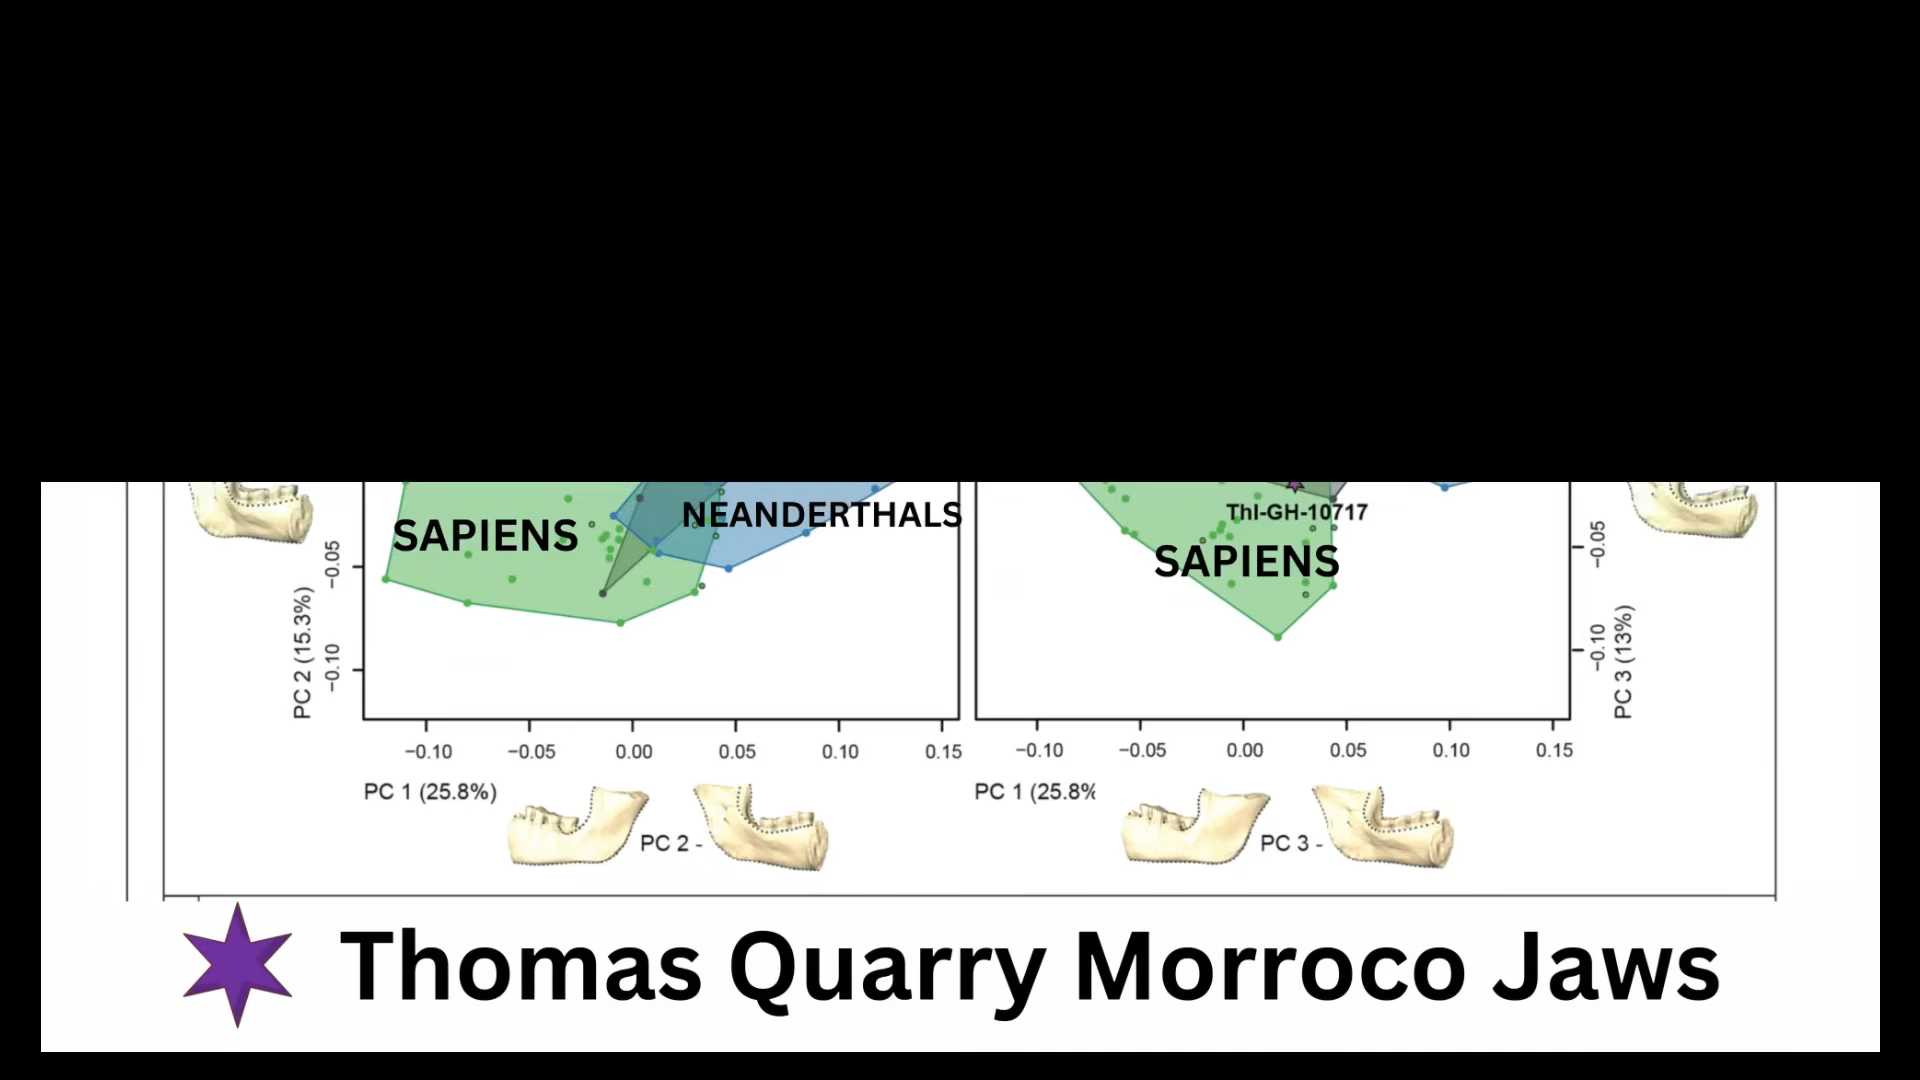 SAPIENS
NEANDERTHALS
ThI-GH-10717
SAPIENS
−0.05
−0.10
PC 2 (15.3%)
−0.05
−0.10
PC 3 (13%)
−0.10 −0.05 0.00 0.05 0.10 0.15
−0.10 −0.05 0.00 0.05 0.10 0.15
PC 1 (25.8%)
PC 1 (25.8%
PC 2 -
PC 3 -
Thomas Quarry Morroco Jaws